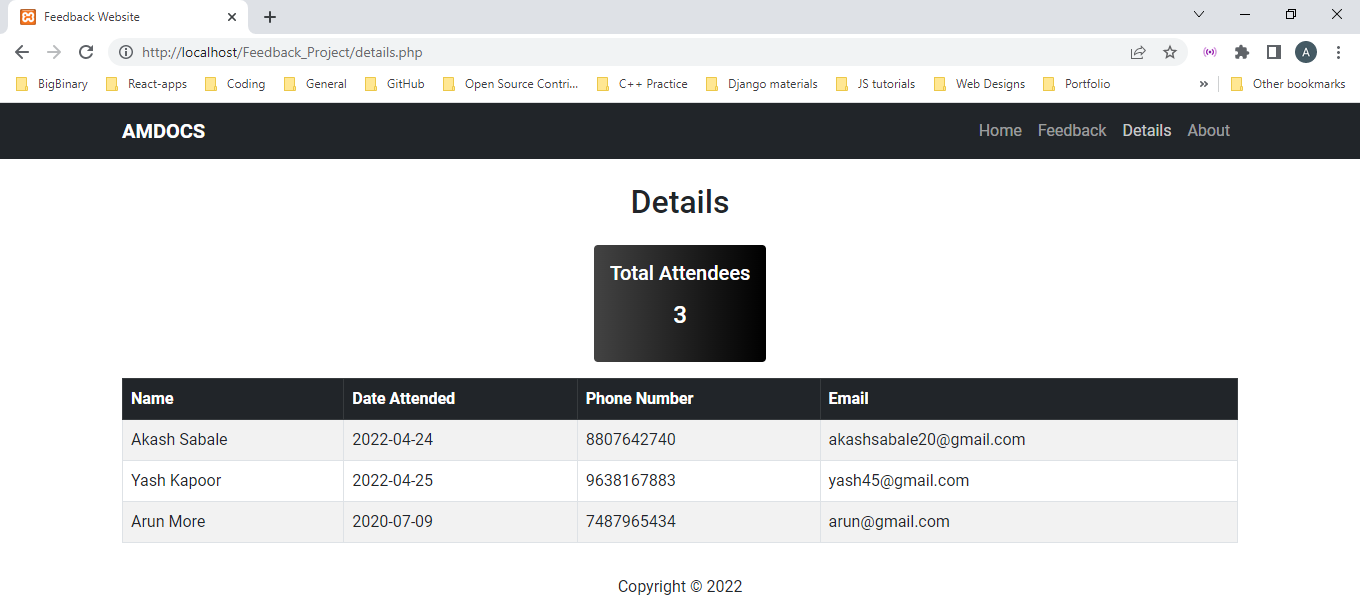 Feedback Website
http://localhost/Feedback_Project/details.php
A
BigBinary React-apps Coding General GitHub Open Source Contri... C++ Practice Django materials JS tutorials Web Designs Portfolio » Other bookmarks
AMDOCS Home Feedback Details About
Details
Total Attendees
3
Name Date Attended Phone Number Email
Akash Sabale 2022-04-24 8807642740 akashsabale20@gmail.com
Yash Kapoor 2022-04-25 9638167883 yash45@gmail.com
Arun More 2020-07-09 7487965434 arun@gmail.com
Copyright © 2022